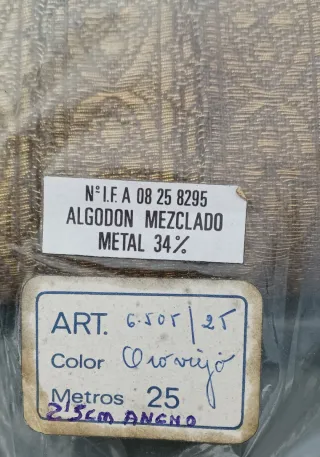 Nº I.F. A 08 25 8295
ALGODON MEZCLADO
METAL 34%
ART. 6.505/25
Color Oro viejo
Metros 25
2'5CM ANCHO